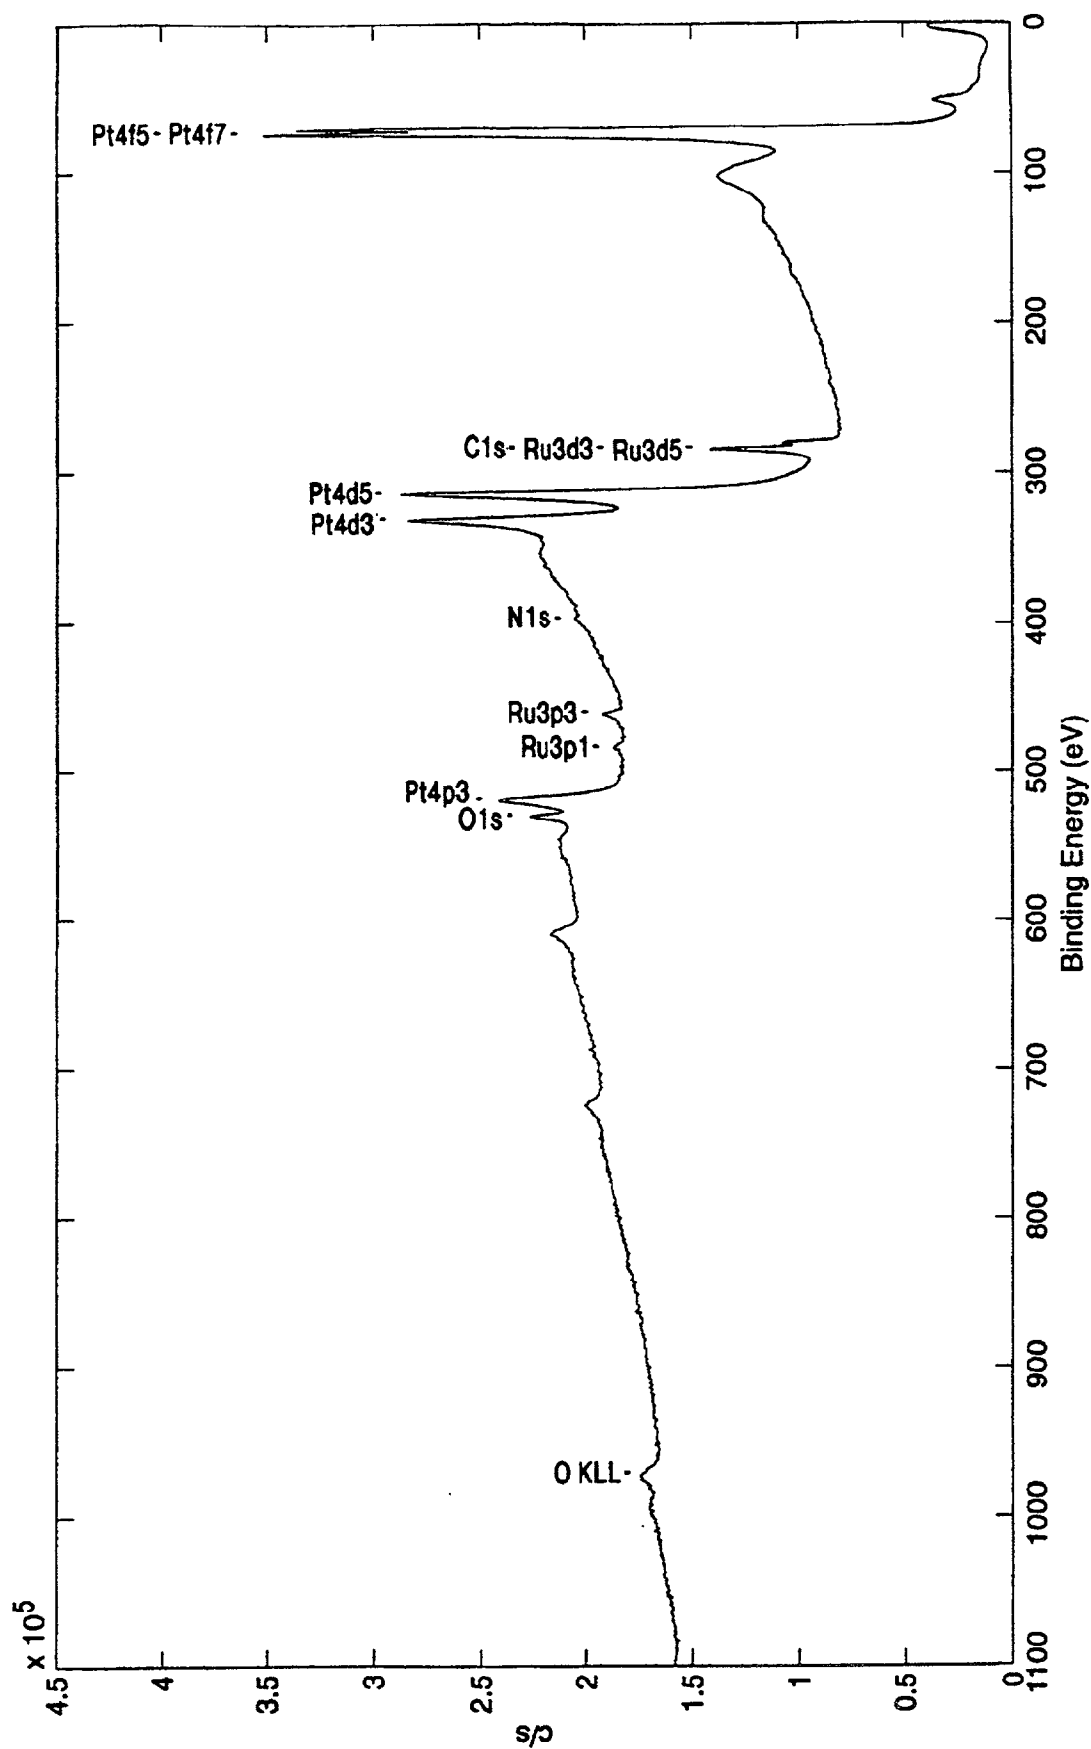 x 10⁵
4.5
4
3.5
3
2.5
2
1.5
1
0.5
0
c/s
Pt4f5- Pt4f7-
C1s- Ru3d3- Ru3d5-
Pt4d5-
Pt4d3-
N1s-
Ru3p3-
Ru3p1-
Pt4p3-
O1s-
O KLL-
1100 1000 900 800 700 600 500 400 300 200 100 0
Binding Energy (eV)